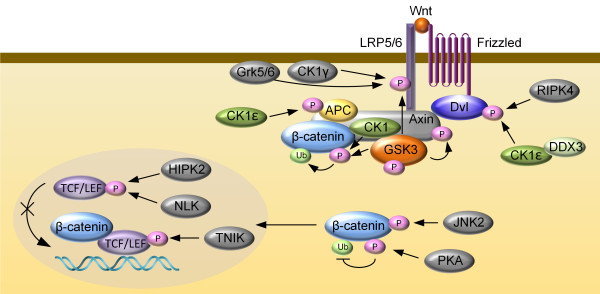 Wnt
LRP5/6
Frizzled
Grk5/6
CK1γ
P
RIPK4
CK1ε
P
APC
Axin
Dvl
P
β-catenin
CK1
P
DDX3
CK1ε
Ub
P
GSK3
P
HIPK2
TCF/LEF
P
NLK
β-catenin
TCF/LEF
P
TNIK
β-catenin
P
JNK2
Ub
P
PKA